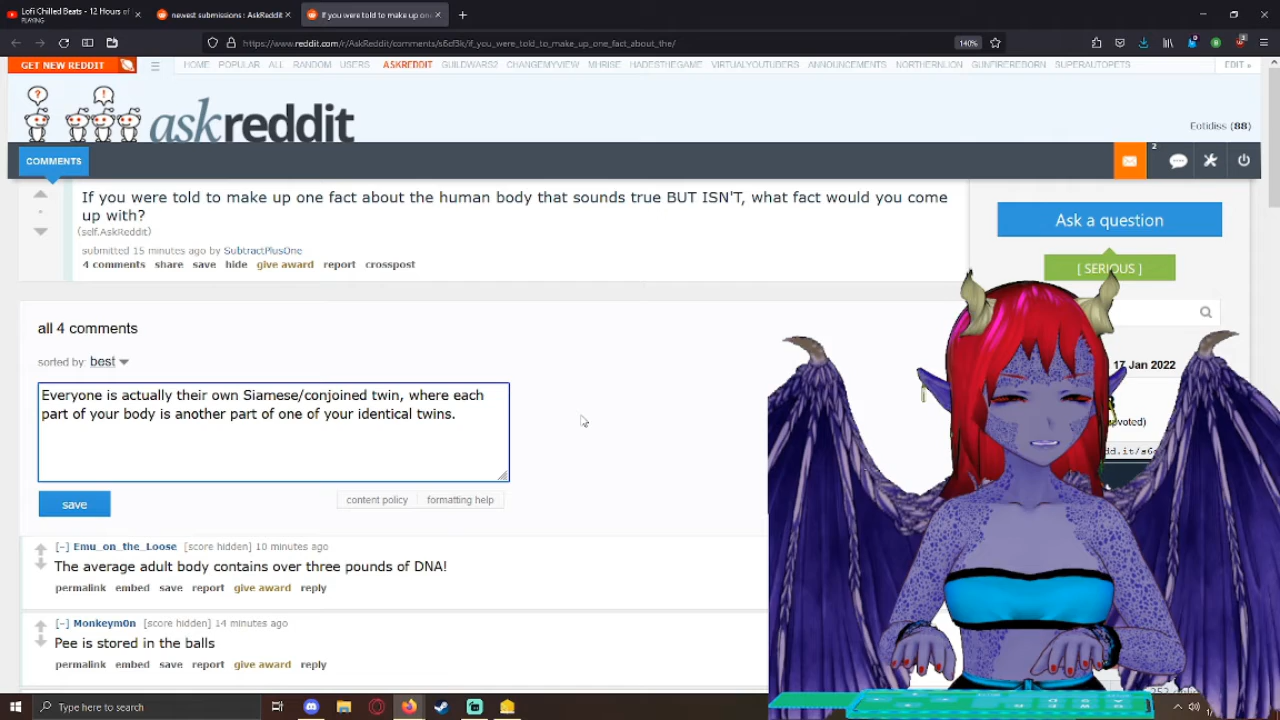 Lofi Chilled Beats - 12 Hours of
PLAYING
newest submissions : AskReddit
If you were told to make up one
https://www.reddit.com/r/AskReddit/comments/s6cf3k/if_you_were_told_to_make_up_one_fact_about_the/
140%
GET NEW REDDIT
HOME POPULAR ALL RANDOM USERS ASKREDDIT GUILDWARS2 CHANGEMYVIEW MHRISE HADESTHEGAME VIRTUALYOUTUBERS ANNOUNCEMENTS NORTHERNLION GUNFIREREBORN SUPERAUTOPETS
EDIT »
? !
askreddit
Eotidiss (88)
COMMENTS
2
If you were told to make up one fact about the human body that sounds true BUT ISN'T, what fact would you come
up with?
(self.AskReddit)
submitted 15 minutes ago by SubtractPlusOne
4 comments share save hide give award report crosspost
Ask a question
[ SERIOUS ]
17 Jan 2022
all 4 comments
sorted by: best
Everyone is actually their own Siamese/conjoined twin, where each
part of your body is another part of one of your identical twins.
save
content policy formatting help
[–] Emu_on_the_Loose [score hidden] 10 minutes ago
The average adult body contains over three pounds of DNA!
permalink embed save report give award reply
[–] Monkeym0n [score hidden] 14 minutes ago
Pee is stored in the balls
permalink embed save report give award reply
Type here to search